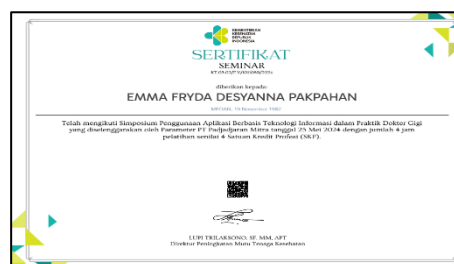 KEMENTERIAN
KESEHATAN
REPUBLIK
INDONESIA
SERTIFIKAT
SEMINAR
diberikan kepada:
EMMA FRYDA DESYANNA PAKPAHAN
Telah mengikuti Simposium Penggunaan Aplikasi Berbasis Teknologi Informasi dalam Praktik Dokter Gigi
yang diselenggarakan oleh Parameter PT Padjadjaran Mitra tanggal 25 Mei 2024 dengan jumlah 4 jam
pelatihan senilai 4 Satuan Kredit Profesi (SKP).
LUPI TRILAKSONO, SF, MM, APT
Direktur Peningkatan Mutu Tenaga Kesehatan